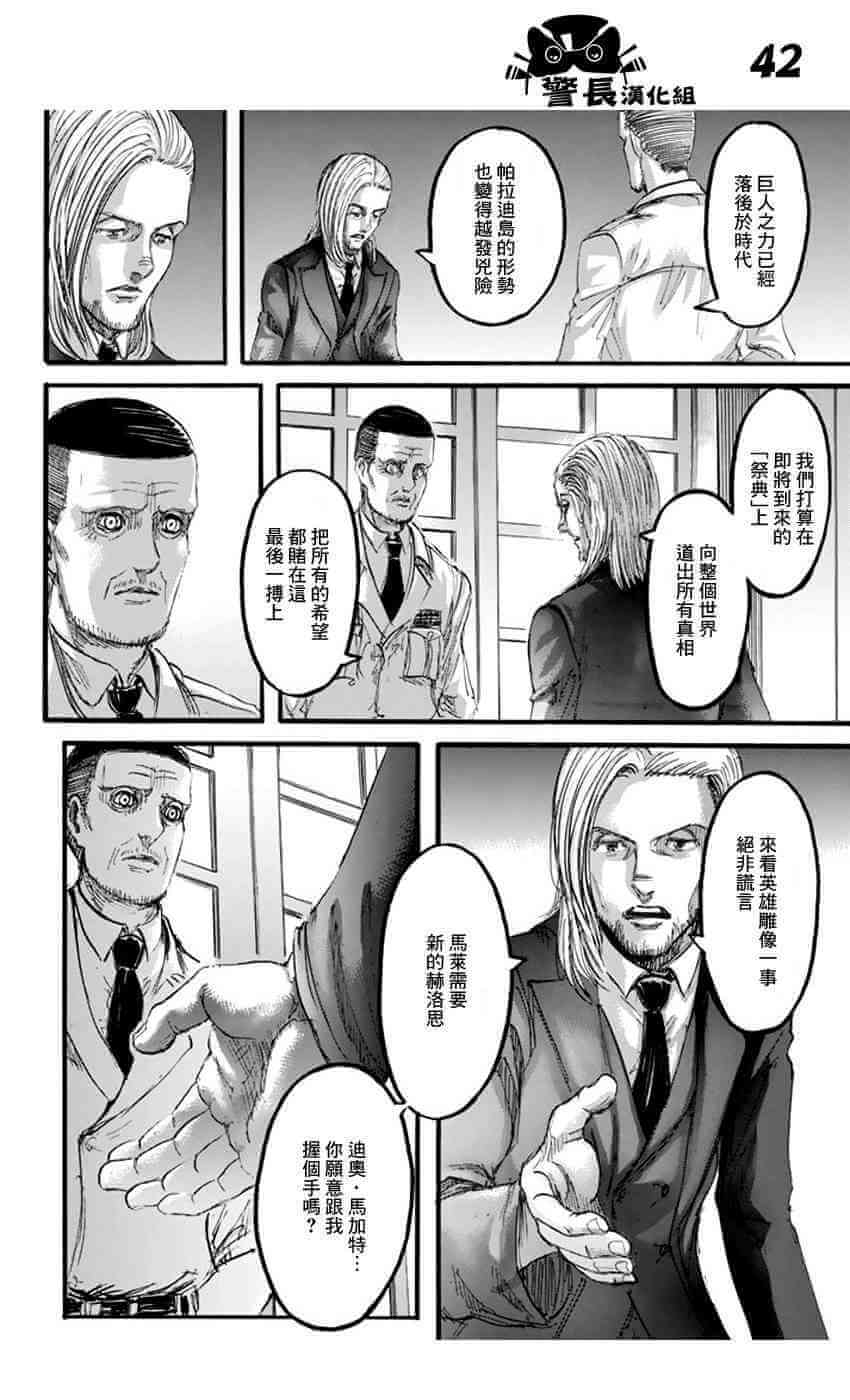 警長漢化組
42
巨人之力已經
落後於時代
帕拉迪島的形勢
也變得越發兇險
我們打算在
即將到來的
「祭典」上
向整個世界
道出所有真相
把所有的希望
都賭在這
最後一搏上
來看英雄雕像一事
絕非謊言
馬萊需要
新的赫洛思
迪奧・馬加特…
你願意跟我
握個手嗎？